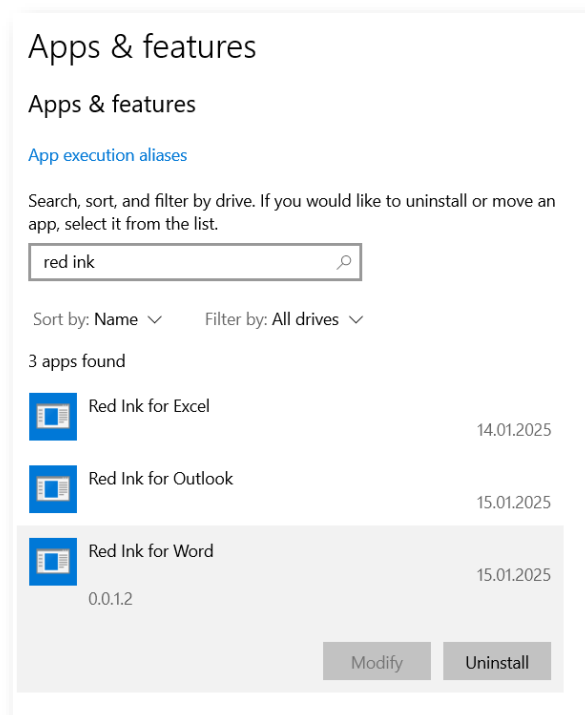 Apps & features
Apps & features
App execution aliases
Search, sort, and filter by drive. If you would like to uninstall or move an
app, select it from the list.
red ink
Sort by: Name Filter by: All drives
3 apps found
Red Ink for Excel
14.01.2025
Red Ink for Outlook
15.01.2025
Red Ink for Word
15.01.2025
0.0.1.2
Modify Uninstall